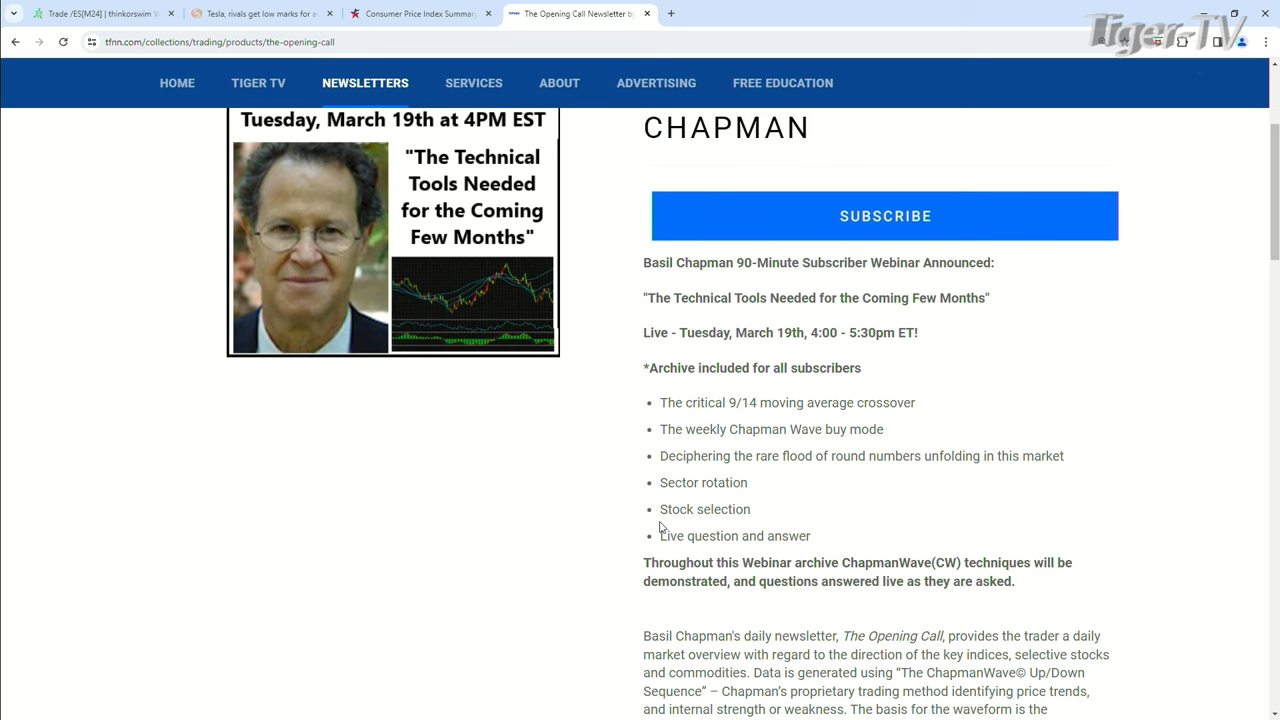 Trade /ES[M24] | thinkorswim W
Tesla, rivals get low marks for a
Consumer Price Index Summar
The Opening Call Newsletter by
tfnn.com/collections/trading/products/the-opening-call
Tiger-TV
HOME
TIGER TV
NEWSLETTERS
SERVICES
ABOUT
ADVERTISING
FREE EDUCATION
Tuesday, March 19th at 4PM EST
"The Technical
Tools Needed
for the Coming
Few Months"
CHAPMAN
SUBSCRIBE
Basil Chapman 90-Minute Subscriber Webinar Announced:
"The Technical Tools Needed for the Coming Few Months"
Live - Tuesday, March 19th, 4:00 - 5:30pm ET!
*Archive included for all subscribers
• The critical 9/14 moving average crossover
• The weekly Chapman Wave buy mode
• Deciphering the rare flood of round numbers unfolding in this market
• Sector rotation
• Stock selection
• Live question and answer
Throughout this Webinar archive ChapmanWave(CW) techniques will be
demonstrated, and questions answered live as they are asked.
Basil Chapman's daily newsletter, The Opening Call, provides the trader a daily
market overview with regard to the direction of the key indices, selective stocks
and commodities. Data is generated using “The ChapmanWave© Up/Down
Sequence” – Chapman’s proprietary trading method identifying price trends,
and internal strength or weakness. The basis for the waveform is the